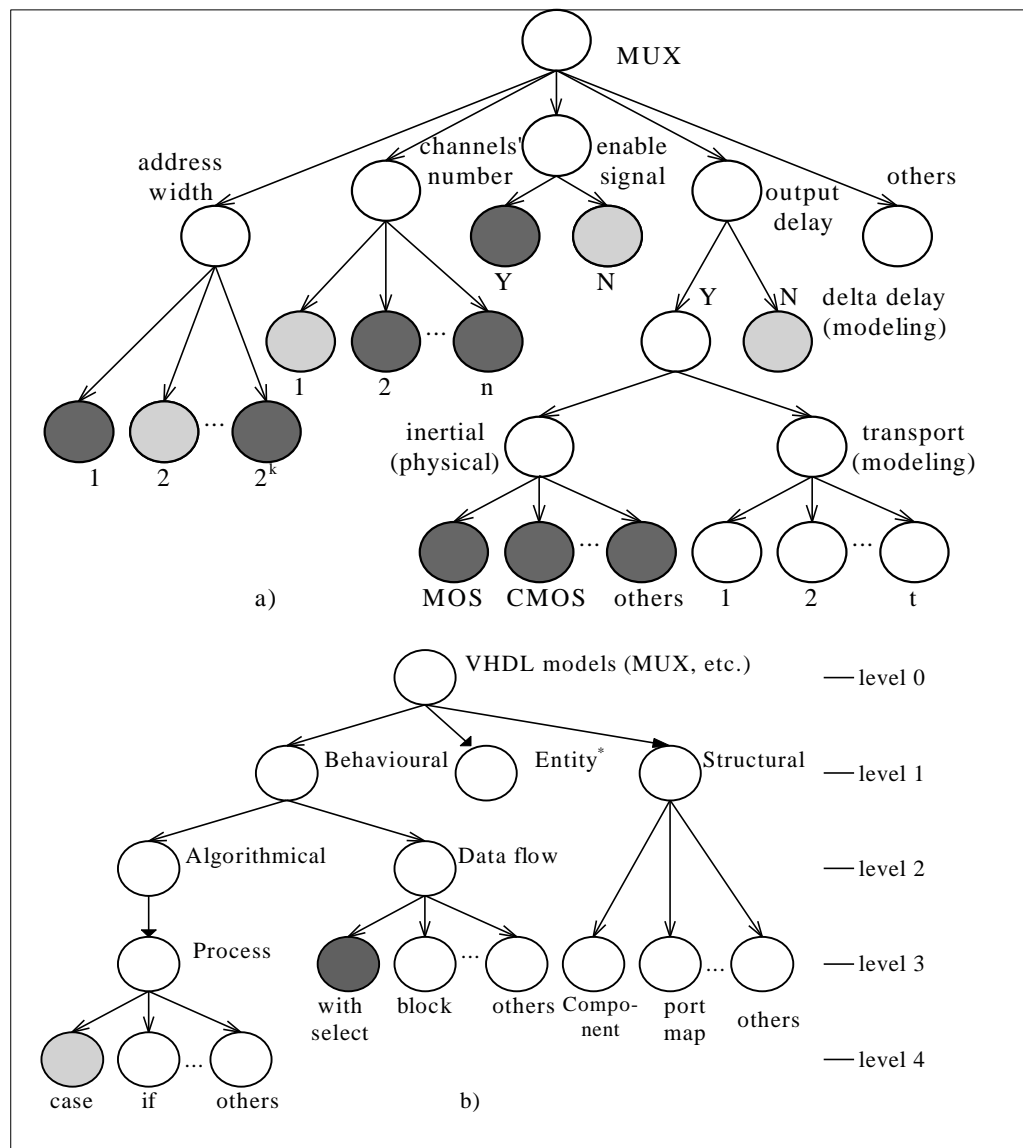 MUX
address
width
channels'
number
enable
signal
output
delay
others
Y
N
Y
N
delta delay
(modeling)
1
2
...
n
1
2
...
2^k
inertial
(physical)
transport
(modeling)
...
...
MOS
CMOS
others
1
2
t
a)
VHDL models (MUX, etc.)
level 0
Behavioural
Entity*
Structural
level 1
Algorithmical
Data flow
level 2
Process
...
...
level 3
with
select
block
others
Compo-
nent
port
map
others
...
level 4
case
if
others
b)